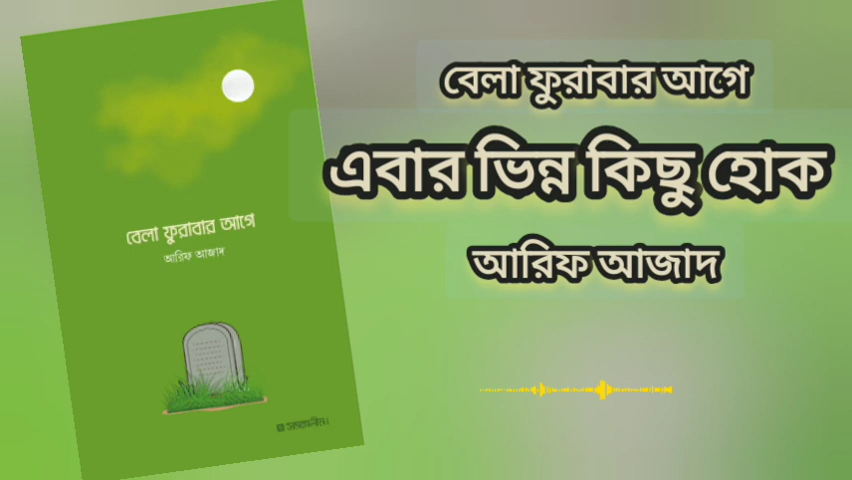 বেলা ফুরাবার আগে
এবার ভিন্ন কিছু হোক
আরিফ আজাদ
বেলা ফুরাবার আগে
আরিফ আজাদ